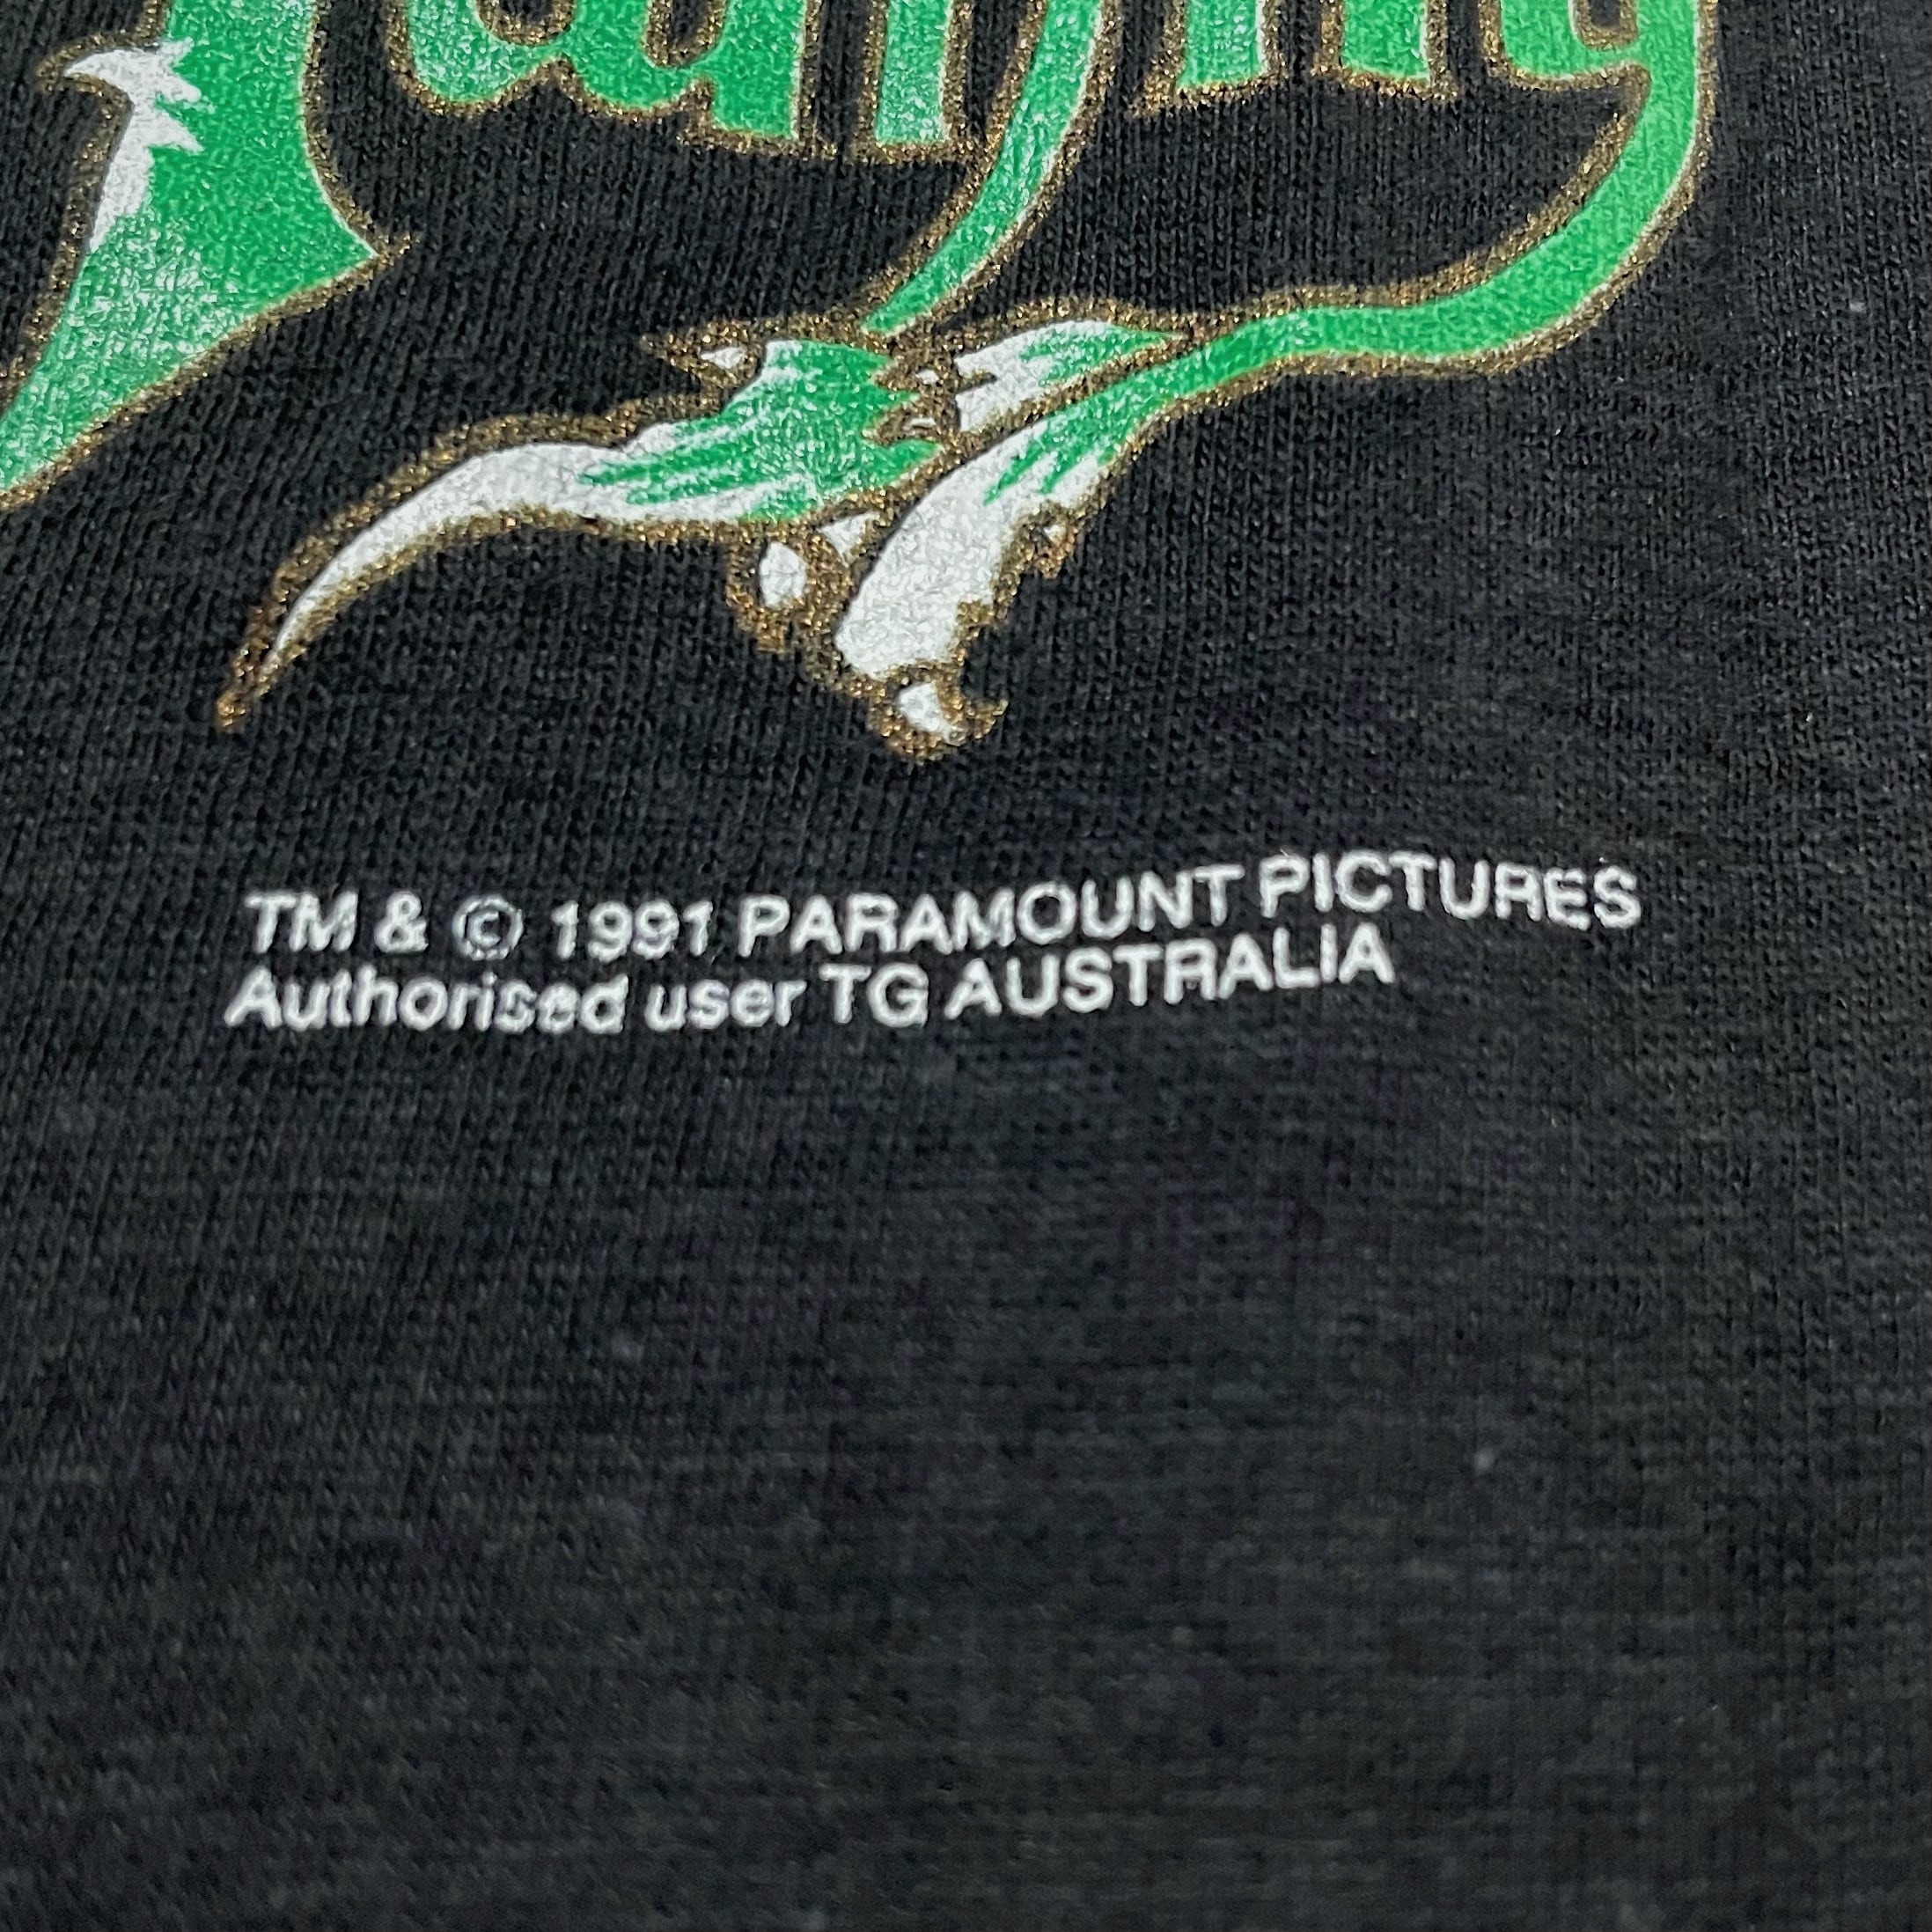 TM & © 1991 PARAMOUNT PICTURES
Authorised user TG AUSTRALIA